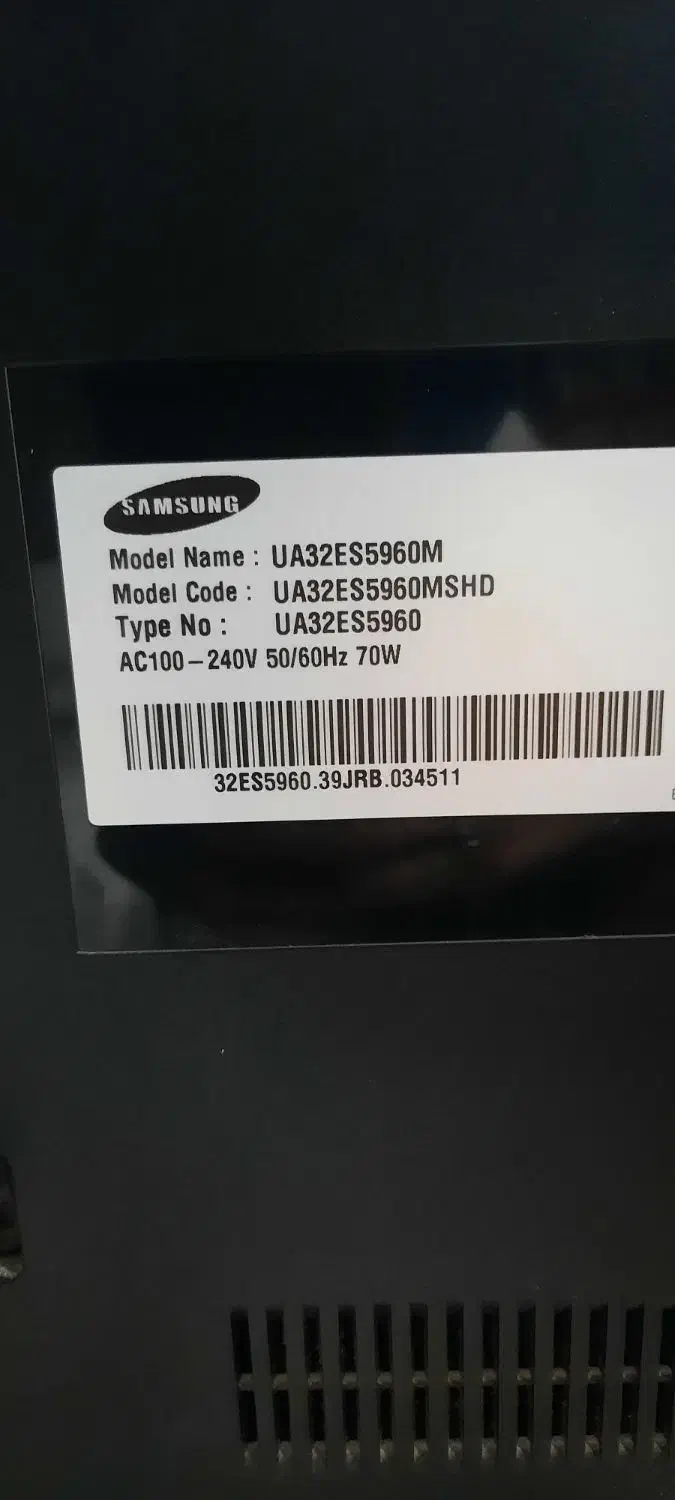 SAMSUNG
Model Name : UA32ES5960M
Model Code : UA32ES5960MSHD
Type No : UA32ES5960
AC100-240V 50/60Hz 70W
32ES5960.39JRB.034511